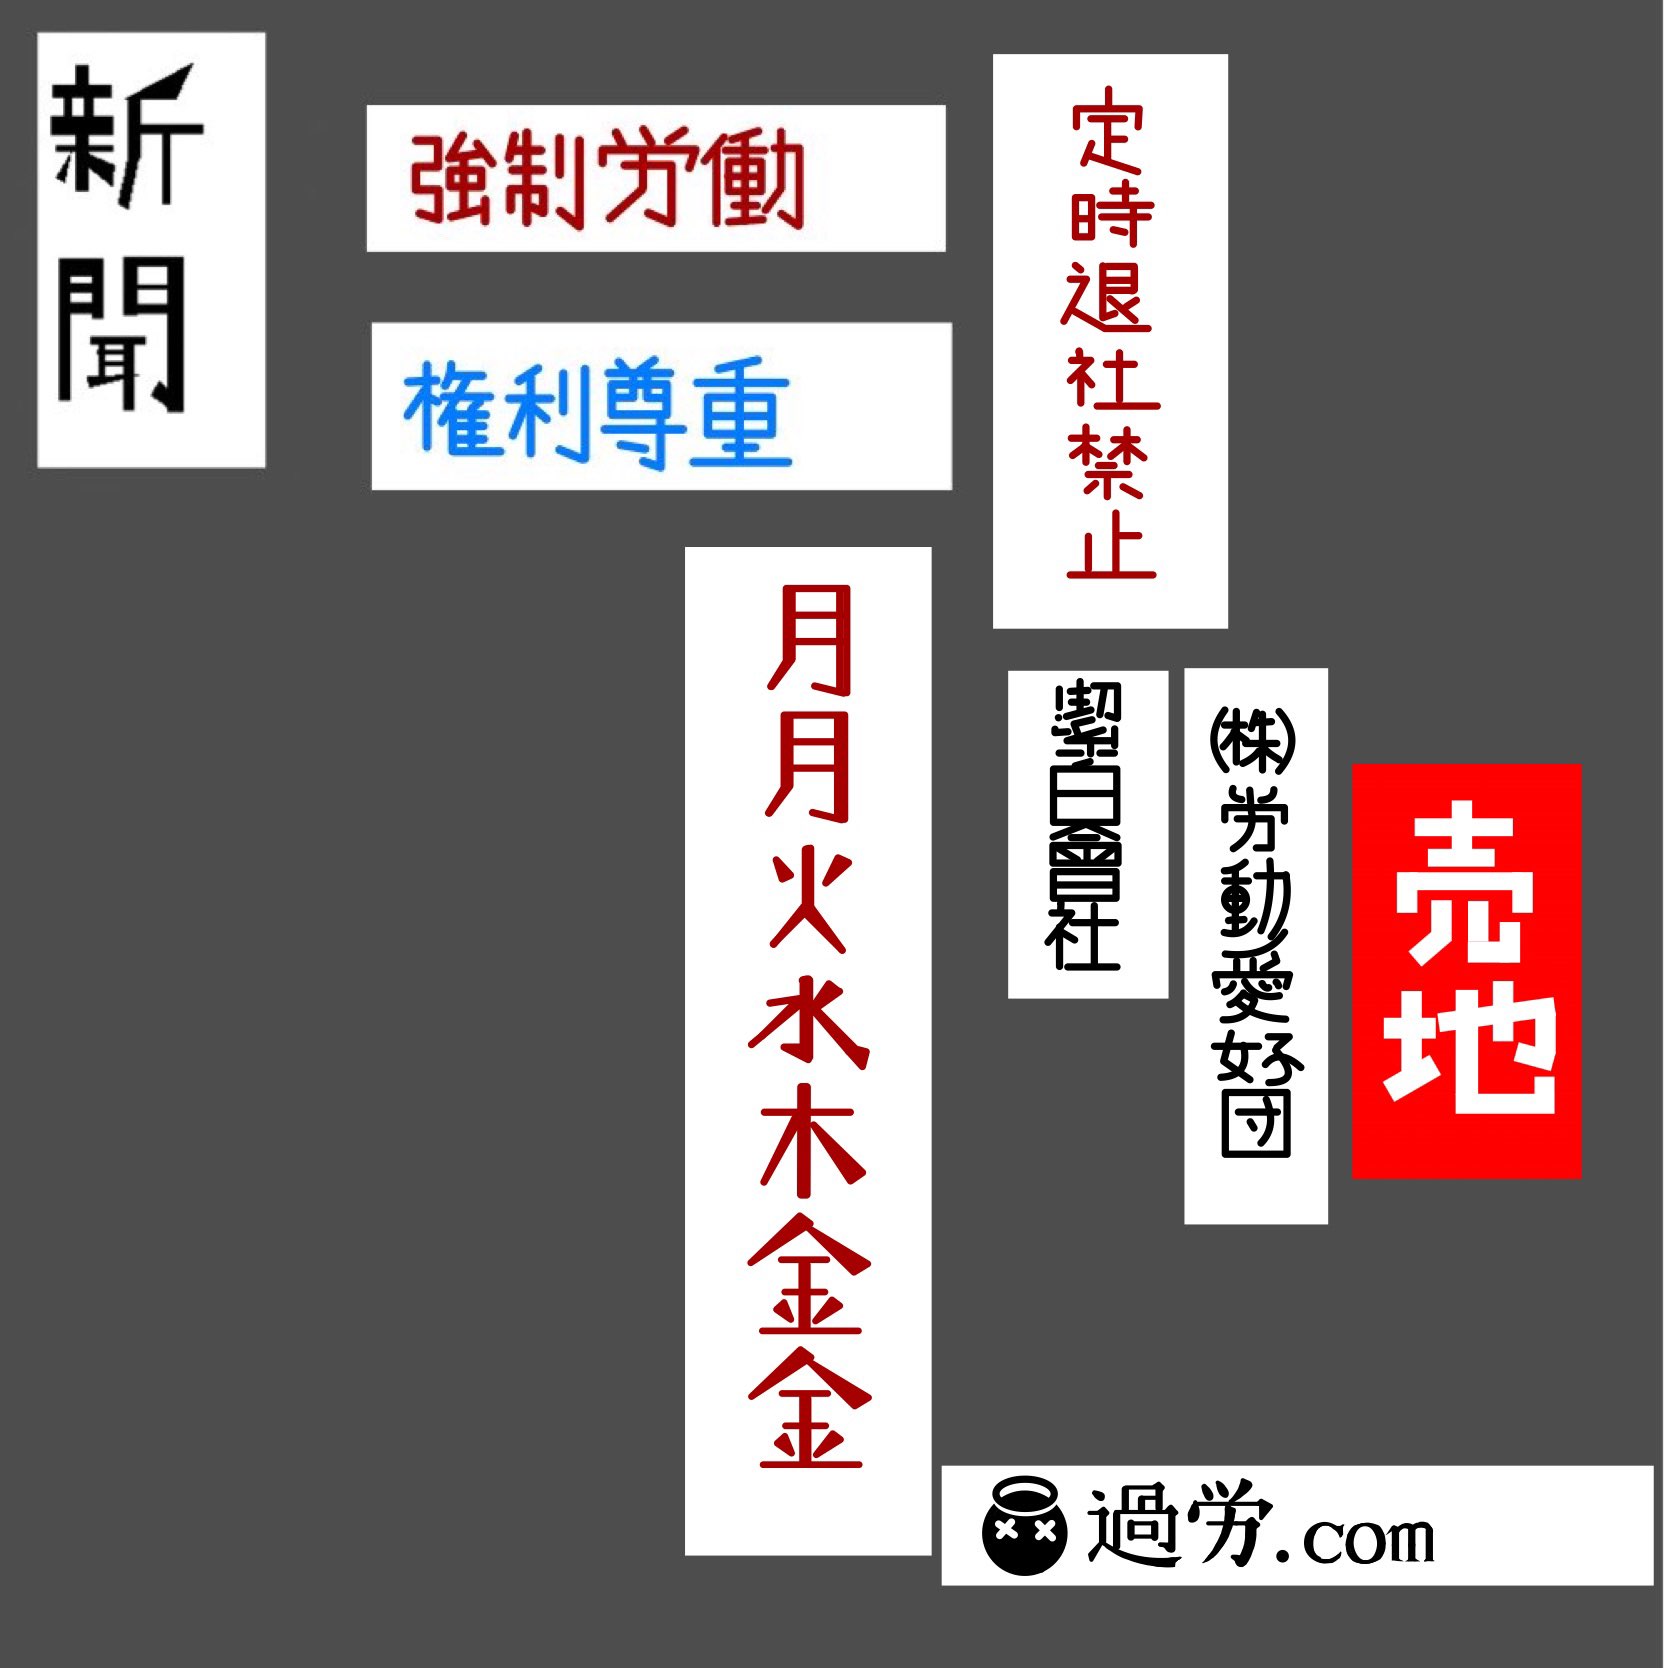 新聞
強制労働
権利尊重
定時退社禁止
月月火水木金金
潔白會社
(株)労動愛好団
売地
過労.com